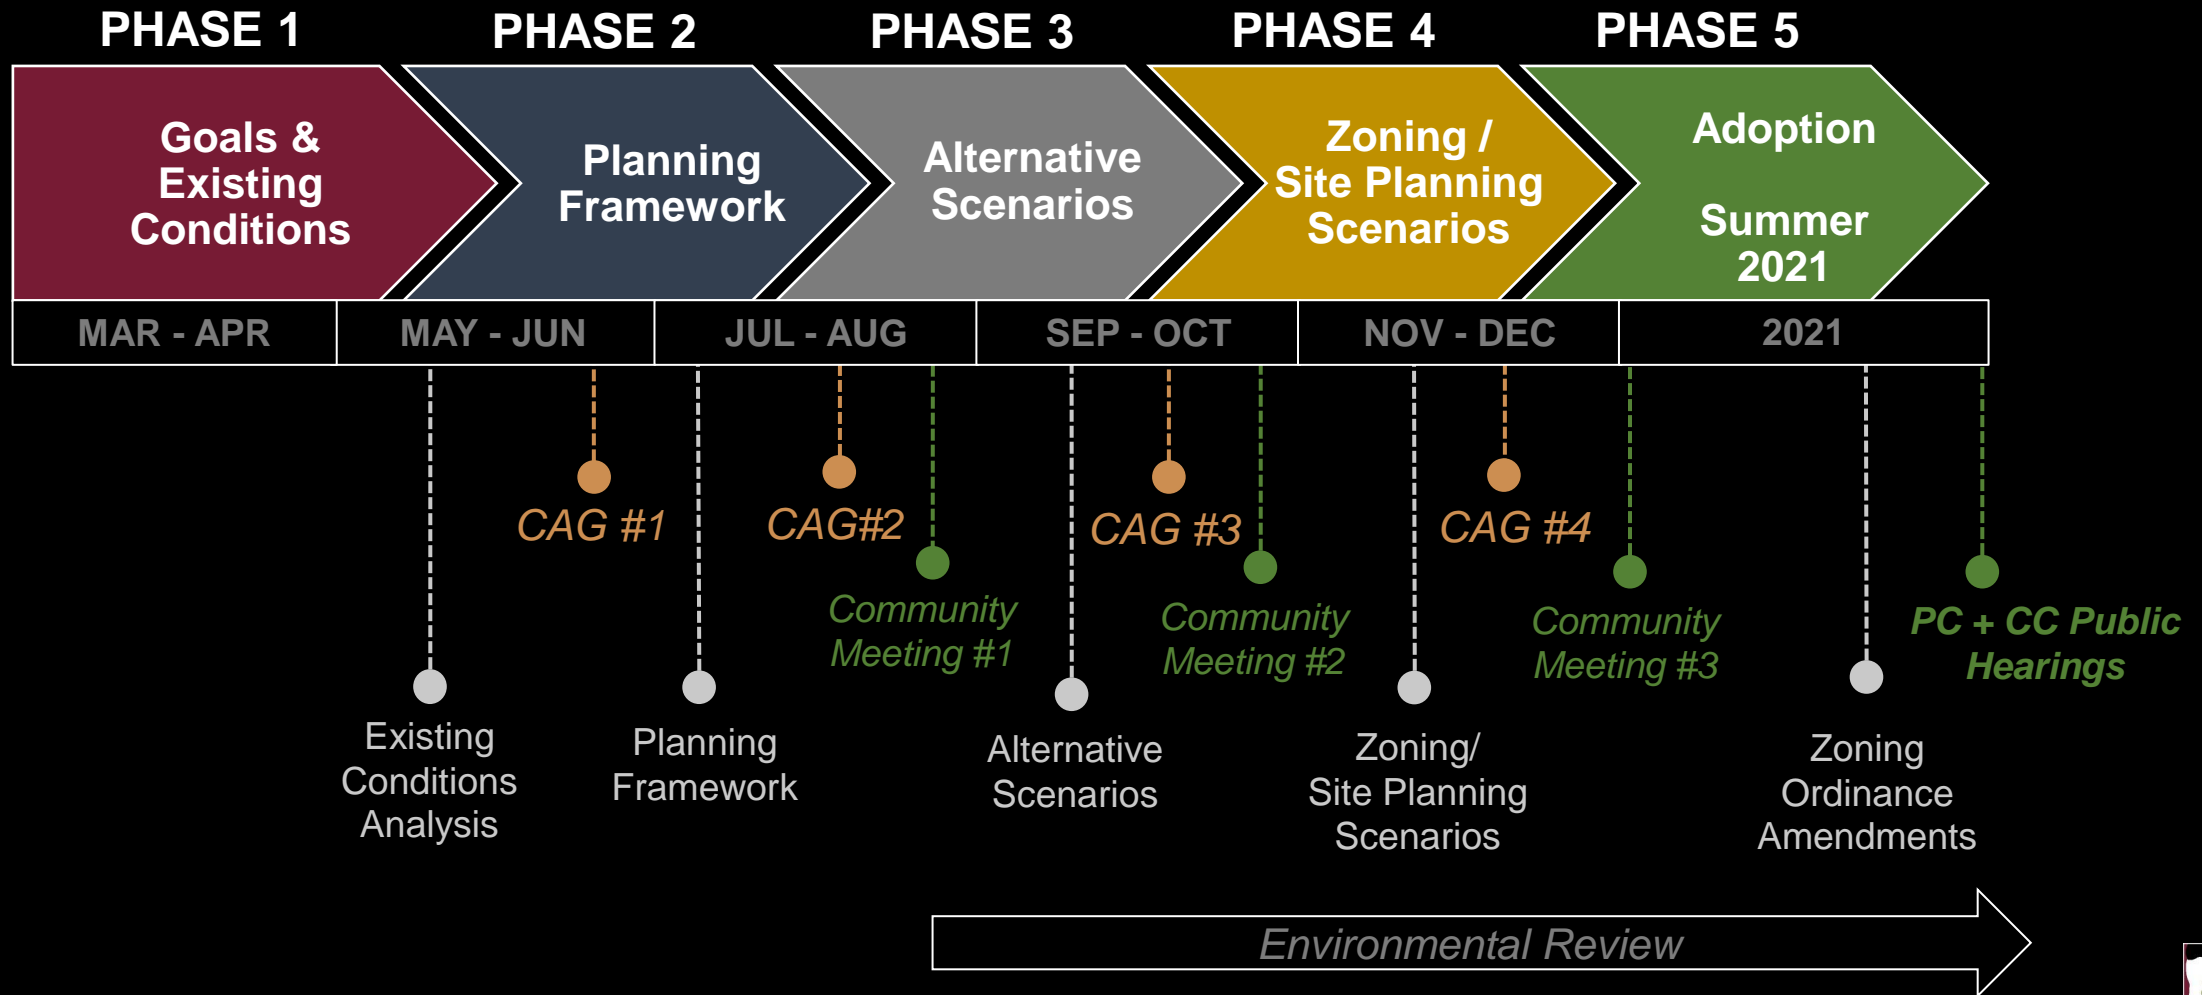 PHASE 1
PHASE 2
PHASE 3
PHASE 4
PHASE 5
Goals &
Existing
Conditions
Planning
Framework
Alternative
Scenarios
Zoning /
Site Planning
Scenarios
Adoption
Summer
2021
MAR - APR
MAY - JUN
JUL - AUG
SEP - OCT
NOV - DEC
2021
CAG #1
CAG#2
CAG #3
CAG #4
Community
Meeting #1
Community
Meeting #2
Community
Meeting #3
PC + CC Public
Hearings
Existing
Conditions
Analysis
Planning
Framework
Alternative
Scenarios
Zoning/
Site Planning
Scenarios
Zoning
Ordinance
Amendments
Environmental Review